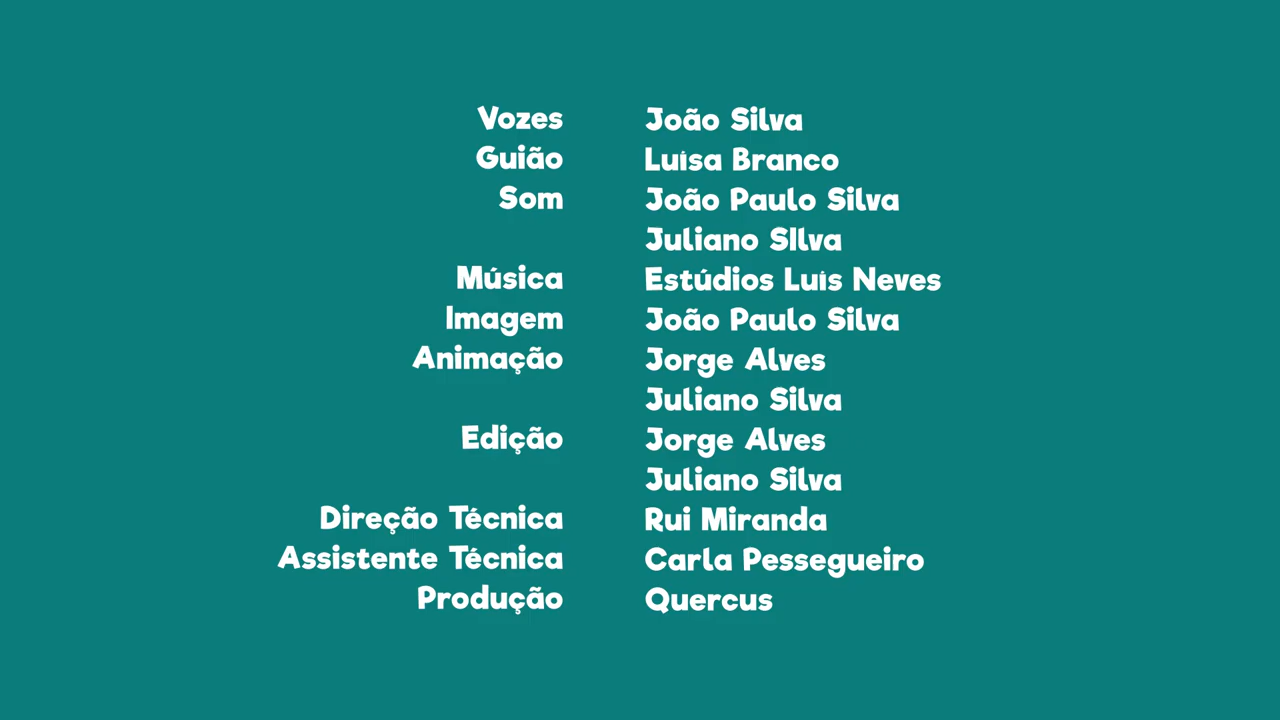 Vozes João Silva
Guião Luísa Branco
Som João Paulo Silva
Juliano SIlva
Música Estúdios Luís Neves
Imagem João Paulo Silva
Animação Jorge Alves
Juliano Silva
Edição Jorge Alves
Juliano Silva
Direção Técnica Rui Miranda
Assistente Técnica Carla Pessegueiro
Produção Quercus